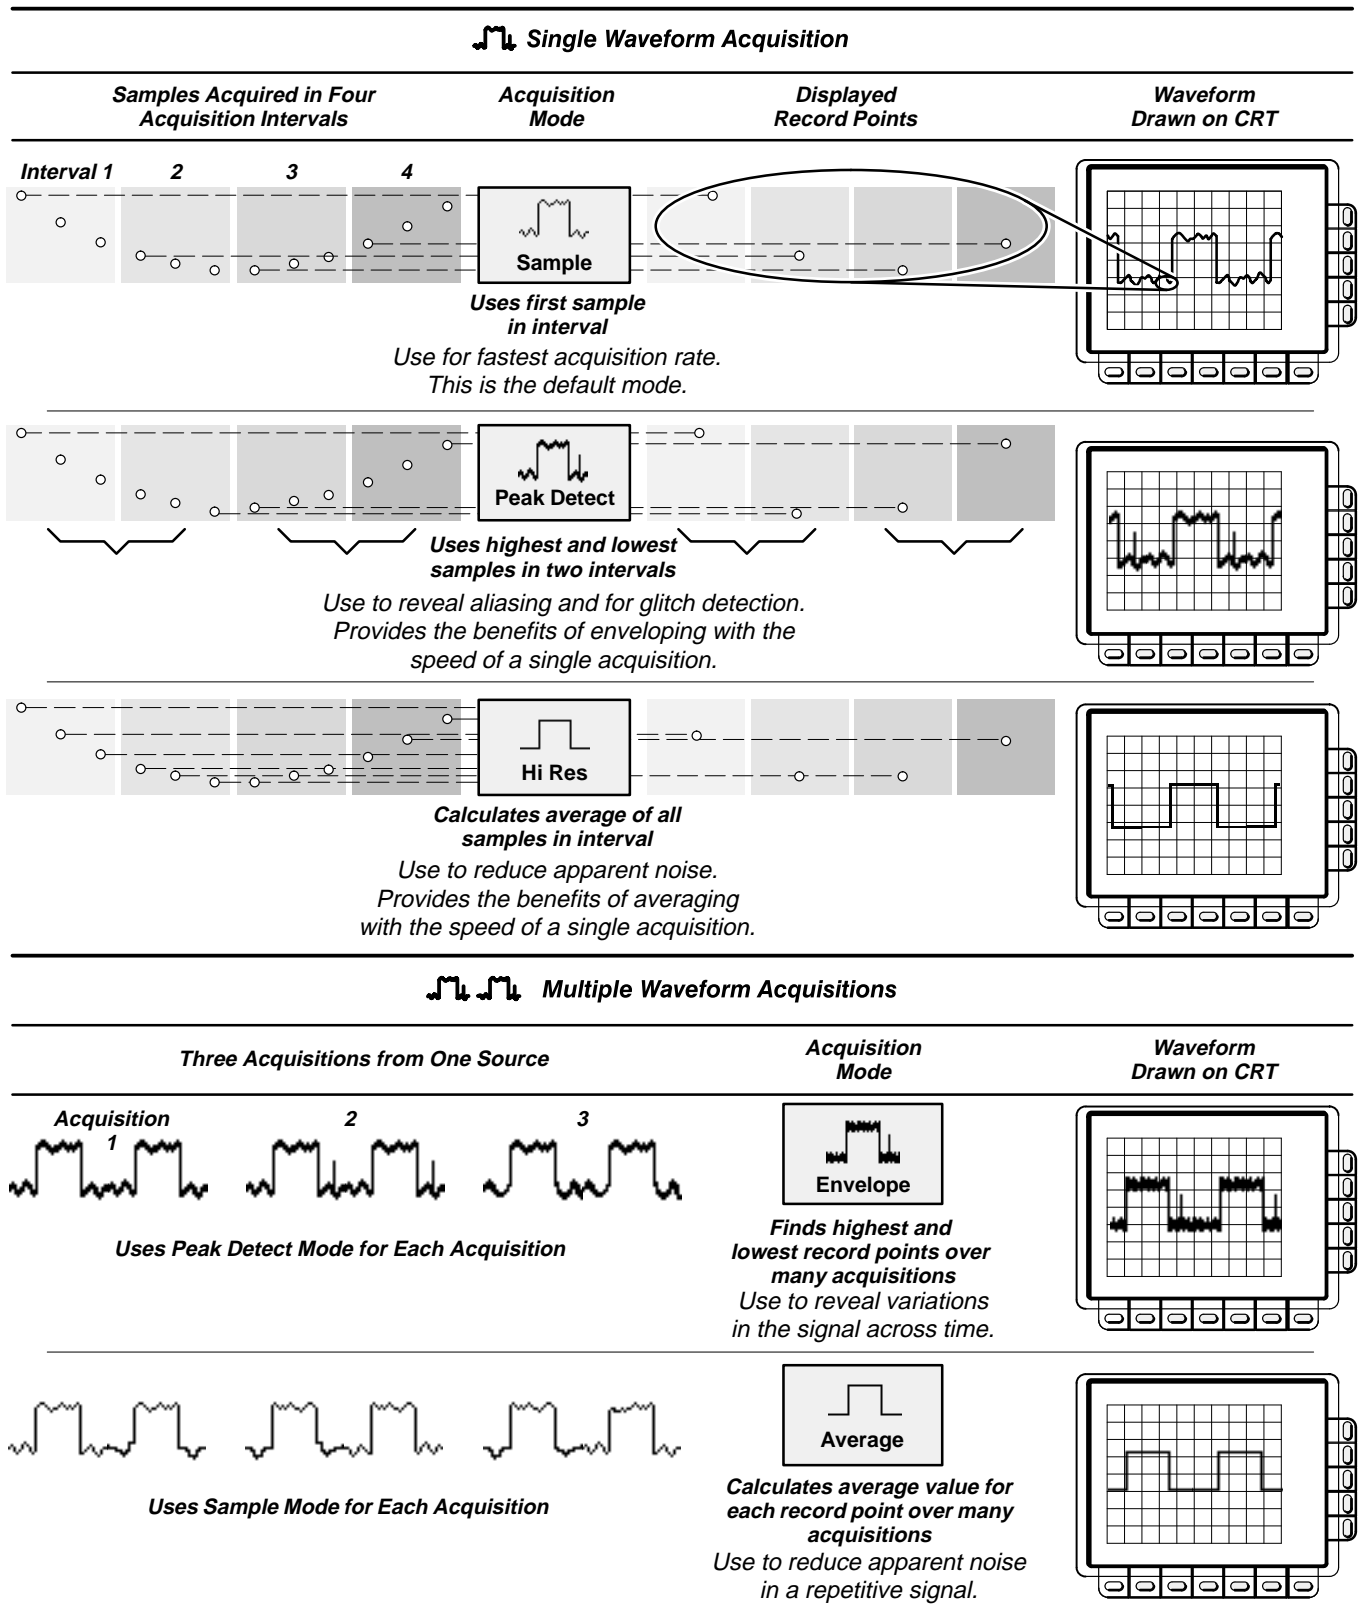 Single Waveform Acquisition
Samples Acquired in Four
Acquisition Intervals
Acquisition
Mode
Displayed
Record Points
Waveform
Drawn on CRT
Interval 1 2 3 4
Sample
Uses first sample
in interval
Use for fastest acquisition rate.
This is the default mode.
Peak Detect
Uses highest and lowest
samples in two intervals
Use to reveal aliasing and for glitch detection.
Provides the benefits of enveloping with the
speed of a single acquisition.
Hi Res
Calculates average of all
samples in interval
Use to reduce apparent noise.
Provides the benefits of averaging
with the speed of a single acquisition.
Multiple Waveform Acquisitions
Three Acquisitions from One Source
Acquisition
Mode
Waveform
Drawn on CRT
Acquisition
1
2
3
Uses Peak Detect Mode for Each Acquisition
Envelope
Finds highest and
lowest record points over
many acquisitions
Use to reveal variations
in the signal across time.
Uses Sample Mode for Each Acquisition
Average
Calculates average value for
each record point over many
acquisitions
Use to reduce apparent noise
in a repetitive signal.